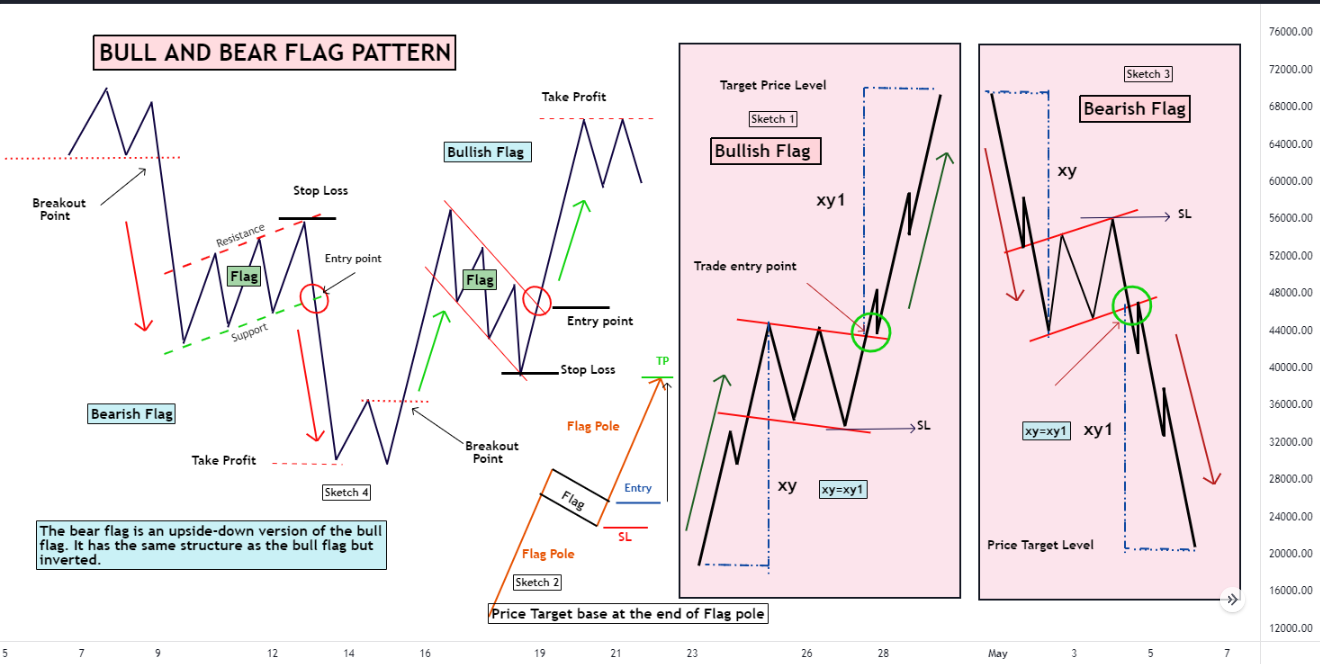 BULL AND BEAR FLAG PATTERN
Breakout
Point
Resistance
Flag
Support
Stop Loss
Entry point
Bearish Flag
Take Profit
Sketch 4
The bear flag is an upside-down version of the bull
flag. It has the same structure as the bull flag but
inverted.
Bullish Flag
Take Profit
Flag
Entry point
Stop Loss
Breakout
Point
TP
Flag Pole
Flag
Entry
SL
Flag Pole
Sketch 2
Price Target base at the end of Flag pole
Target Price Level
Sketch 1
Bullish Flag
xy1
Trade entry point
SL
xy
xy=xy1
Sketch 3
Bearish Flag
xy
SL
xy=xy1
xy1
Price Target Level
76000.00
72000.00
68000.00
64000.00
60000.00
56000.00
52000.00
48000.00
44000.00
40000.00
36000.00
32000.00
28000.00
24000.00
20000.00
16000.00
12000.00
5 7 9 12 14 16 19 21 23 26 28 May 3 5 7